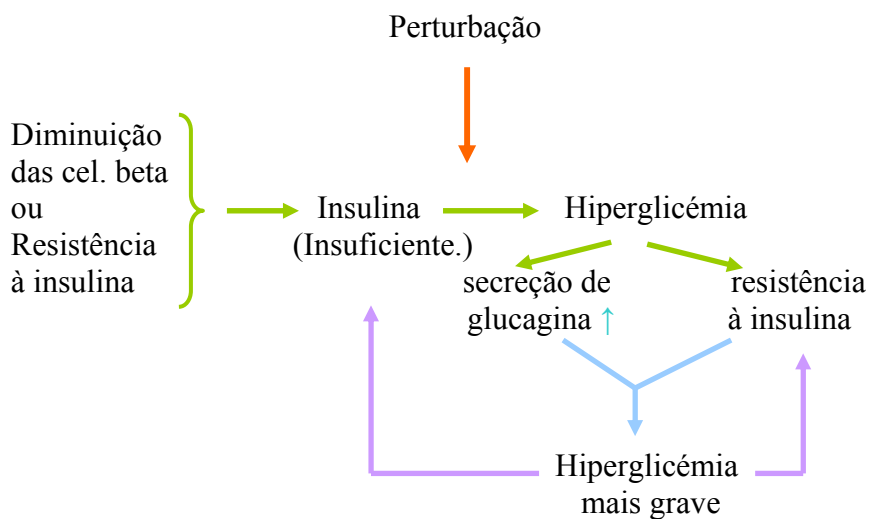 Perturbação
Diminuição
das cel. beta
ou
Resistência
à insulina
Insulina
(Insuficiente.)
Hiperglicémia
secreção de
glucagina ↑
resistência
à insulina
Hiperglicémia
mais grave